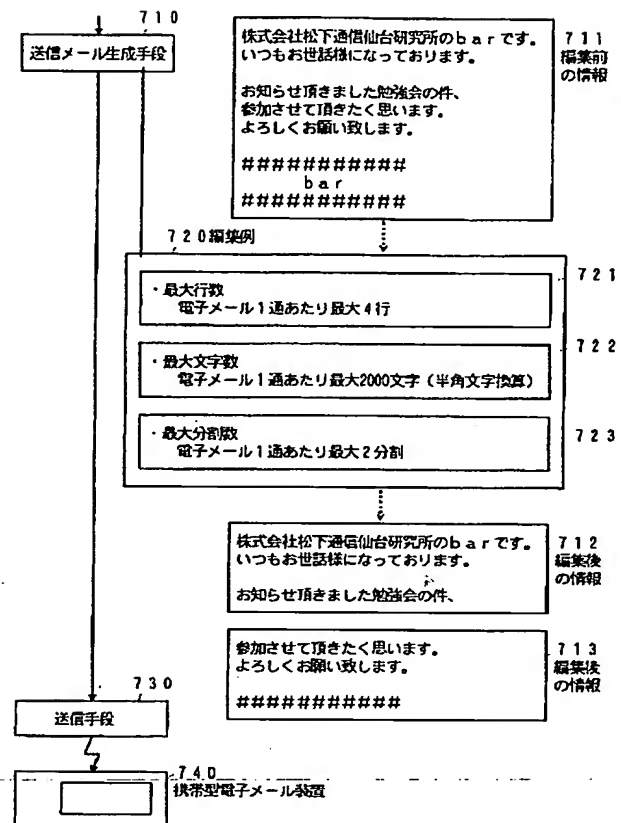 710
送信メール生成手段
株式会社松下通信仙台研究所のbarです。
いつもお世話様になっております。
お知らせ頂きました勉強会の件、
参加させて頂きたく思います。
よろしくお願い致します。
###########
bar
###########
711
編集前
の情報
720編集例
・最大行数
電子メール1通あたり最大4行
721
・最大文字数
電子メール1通あたり最大2000文字（半角文字換算）
722
・最大分割数
電子メール1通あたり最大2分割
723
株式会社松下通信仙台研究所のbarです。
いつもお世話様になっております。
お知らせ頂きました勉強会の件、
712
編集後
の情報
参加させて頂きたく思います。
よろしくお願い致します。
###########
713
編集後
の情報
730
送信手段
740
携帯型電子メール装置